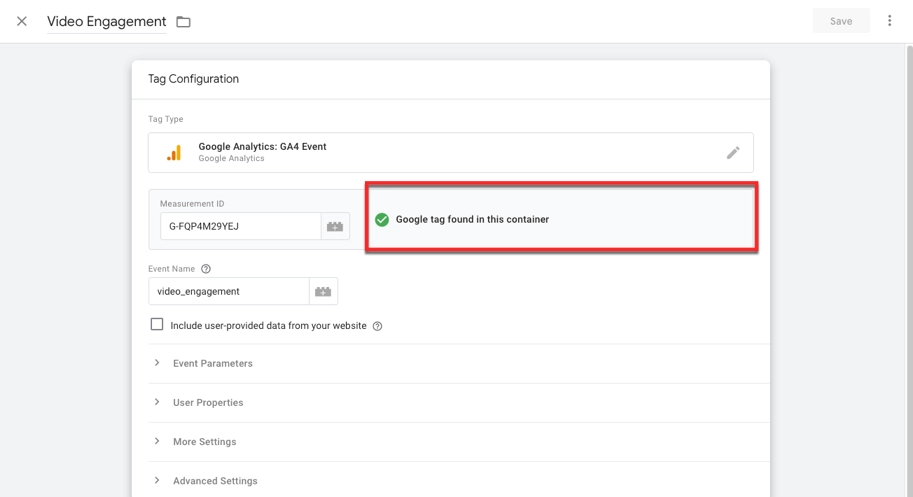 Video Engagement
Save
Tag Configuration
Tag Type
Google Analytics: GA4 Event
Google Analytics
Measurement ID
G-FQP4M29YEJ
Google tag found in this container
Event Name
video_engagement
Include user-provided data from your website
Event Parameters
User Properties
More Settings
Advanced Settings